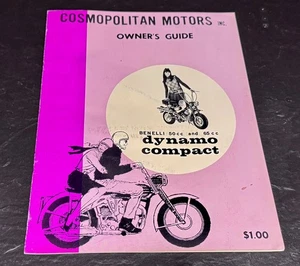 COSMOPOLITAN MOTORS INC.
OWNER'S GUIDE
BENELLI 50cc and 65cc
dynamo
compact
$1.00